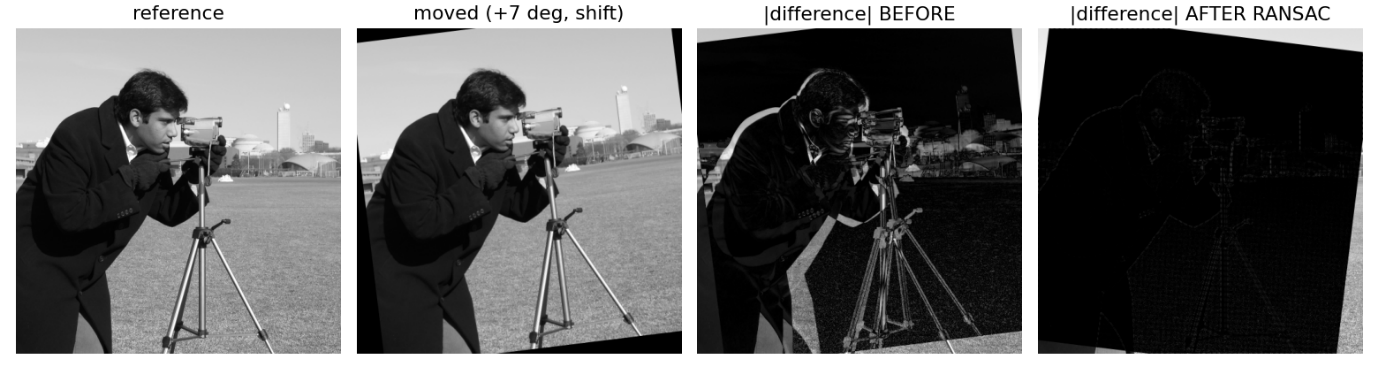 reference
moved (+7 deg, shift)
|difference| BEFORE
|difference| AFTER RANSAC